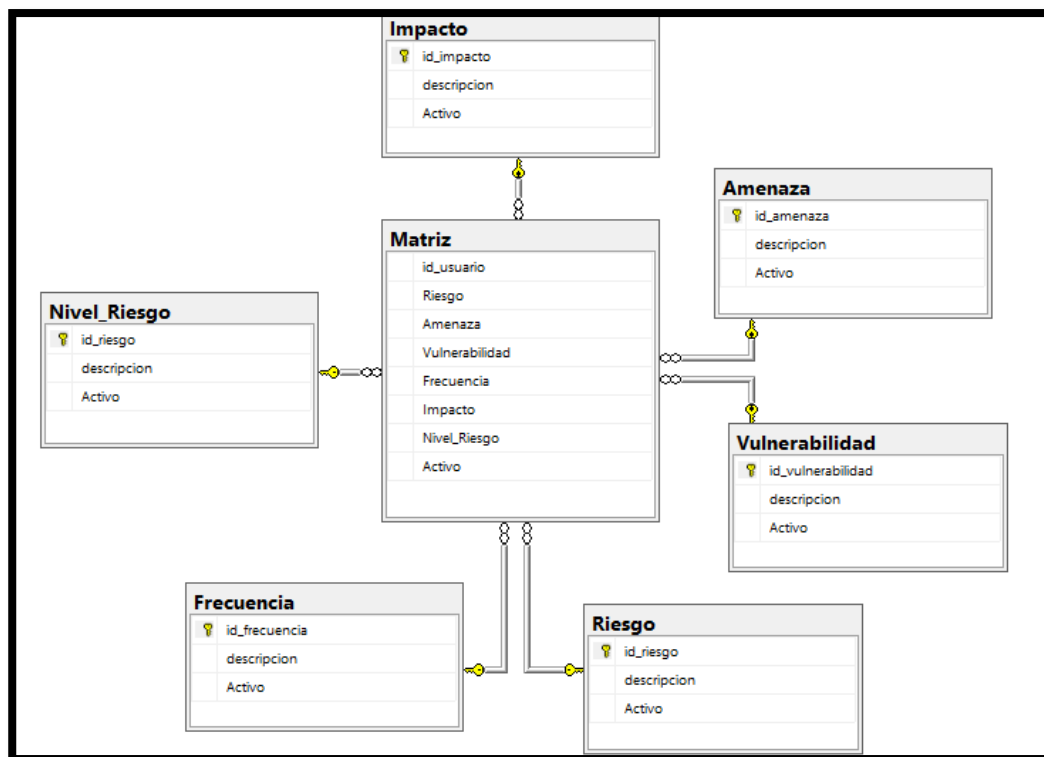 Impacto
id_impacto
descripcion
Activo
Amenaza
id_amenaza
descripcion
Activo
Matriz
id_usuario
Riesgo
Amenaza
Vulnerabilidad
Frecuencia
Impacto
Nivel_Riesgo
Activo
Nivel_Riesgo
id_riesgo
descripcion
Activo
Vulnerabilidad
id_vulnerabilidad
descripcion
Activo
Frecuencia
id_frecuencia
descripcion
Activo
Riesgo
id_riesgo
descripcion
Activo